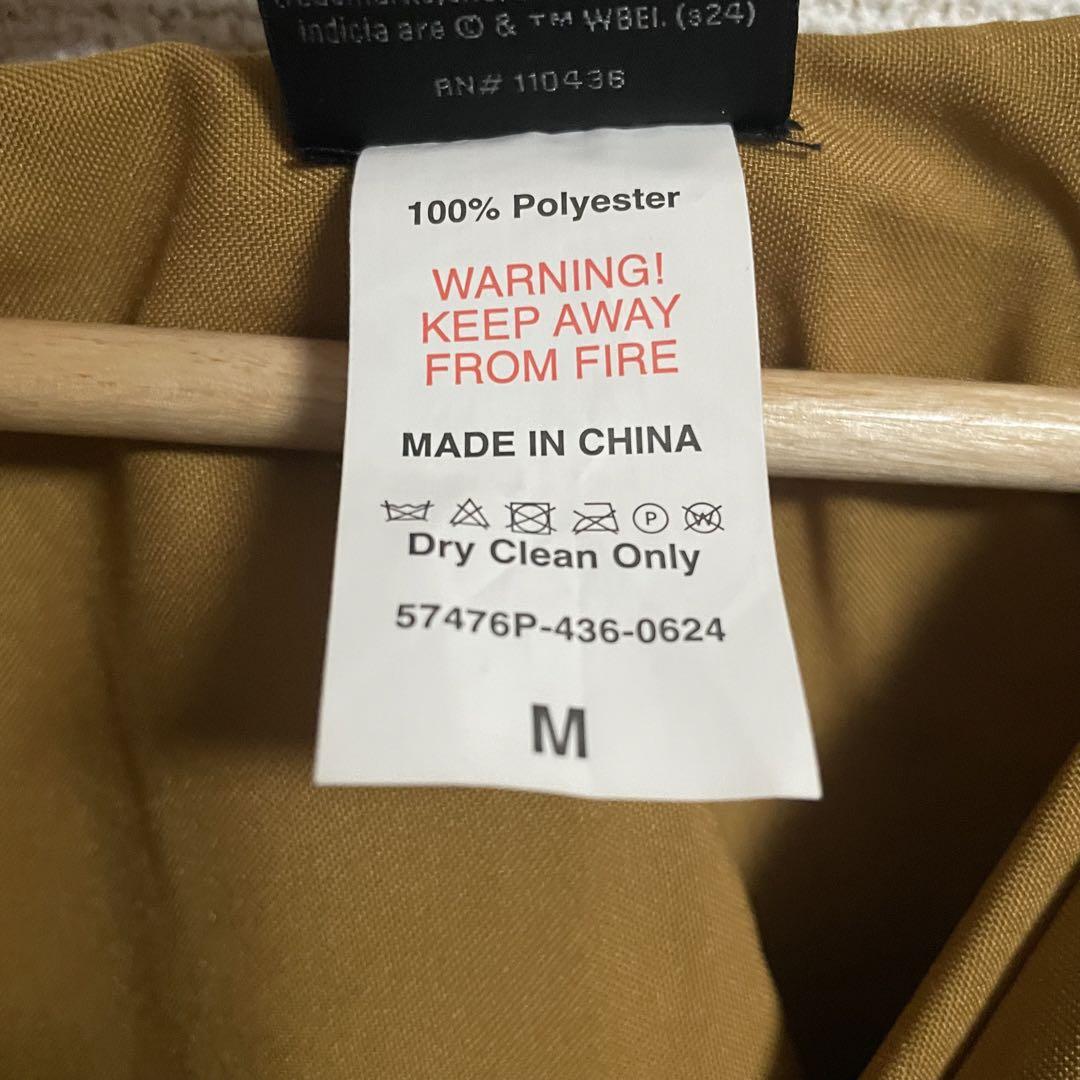 indicia are © & ™ WBEI. (s24)
RN# 110436
100% Polyester
WARNING!
KEEP AWAY
FROM FIRE
MADE IN CHINA
P W
Dry Clean Only
57476P-436-0624
M